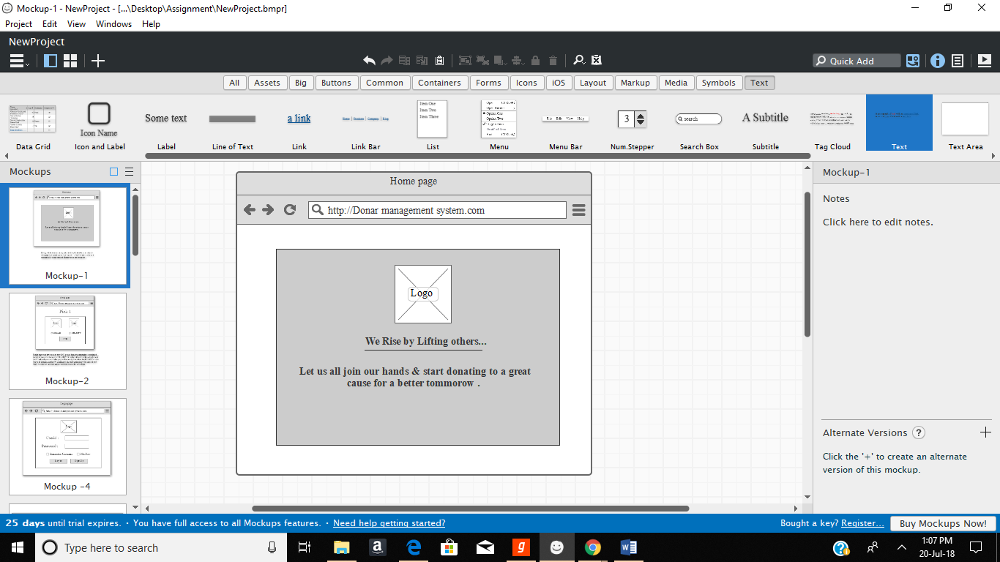 Mockup-1 - NewProject - [...\Desktop\Assignment\NewProject.bmpr]
Project Edit View Windows Help
NewProject
Quick Add
All Assets Big Buttons Common Containers Forms Icons iOS Layout Markup Media Symbols Text
Some text a link 3 search A Subtitle
Item One
Item Two
Item Three
Icon Name
File Edit View Help
Data Grid Icon and Label Label Line of Text Link Link Bar List Menu Menu Bar Num.Stepper Search Box Subtitle Tag Cloud Text Text Area
Mockups
Mockup-1
Mockup-2
Mockup -4
Home page
http://Donar management system.com
Logo
We Rise by Lifting others...
Let us all join our hands & start donating to a great
cause for a better tommorow .
Mockup-1
Notes
Click here to edit notes.
Alternate Versions ?
Click the '+' to create an alternate
version of this mockup.
25 days until trial expires. · You have full access to all Mockups features. · Need help getting started?
Bought a key? Register... Buy Mockups Now!
Type here to search
1:07 PM
20-Jul-18